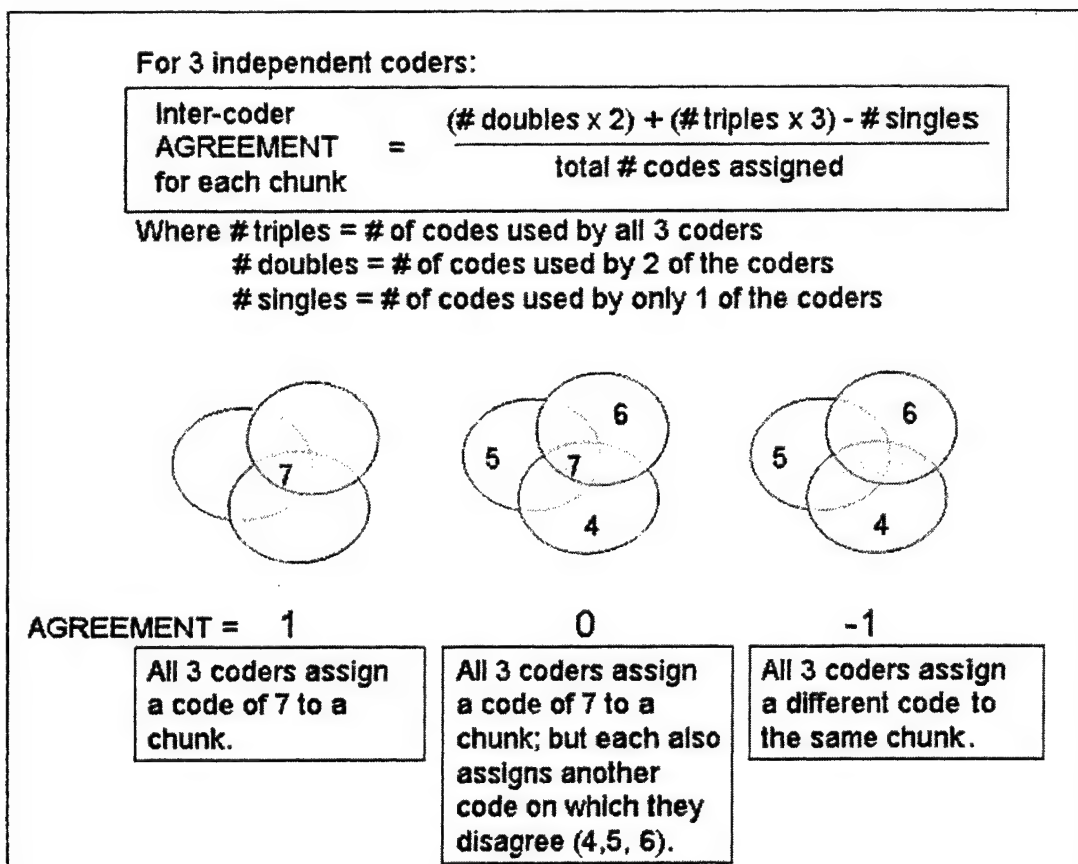 For 3 independent coders:
Inter-coder
AGREEMENT =
for each chunk
(# doubles x 2) + (# triples x 3) - # singles
total # codes assigned
Where # triples = # of codes used by all 3 coders
# doubles = # of codes used by 2 of the coders
# singles = # of codes used by only 1 of the coders
7
6
5
7
4
6
5
4
AGREEMENT = 1 0 -1
All 3 coders assign
a code of 7 to a
chunk.
All 3 coders assign
a code of 7 to a
chunk; but each also
assigns another
code on which they
disagree (4,5, 6).
All 3 coders assign
a different code to
the same chunk.